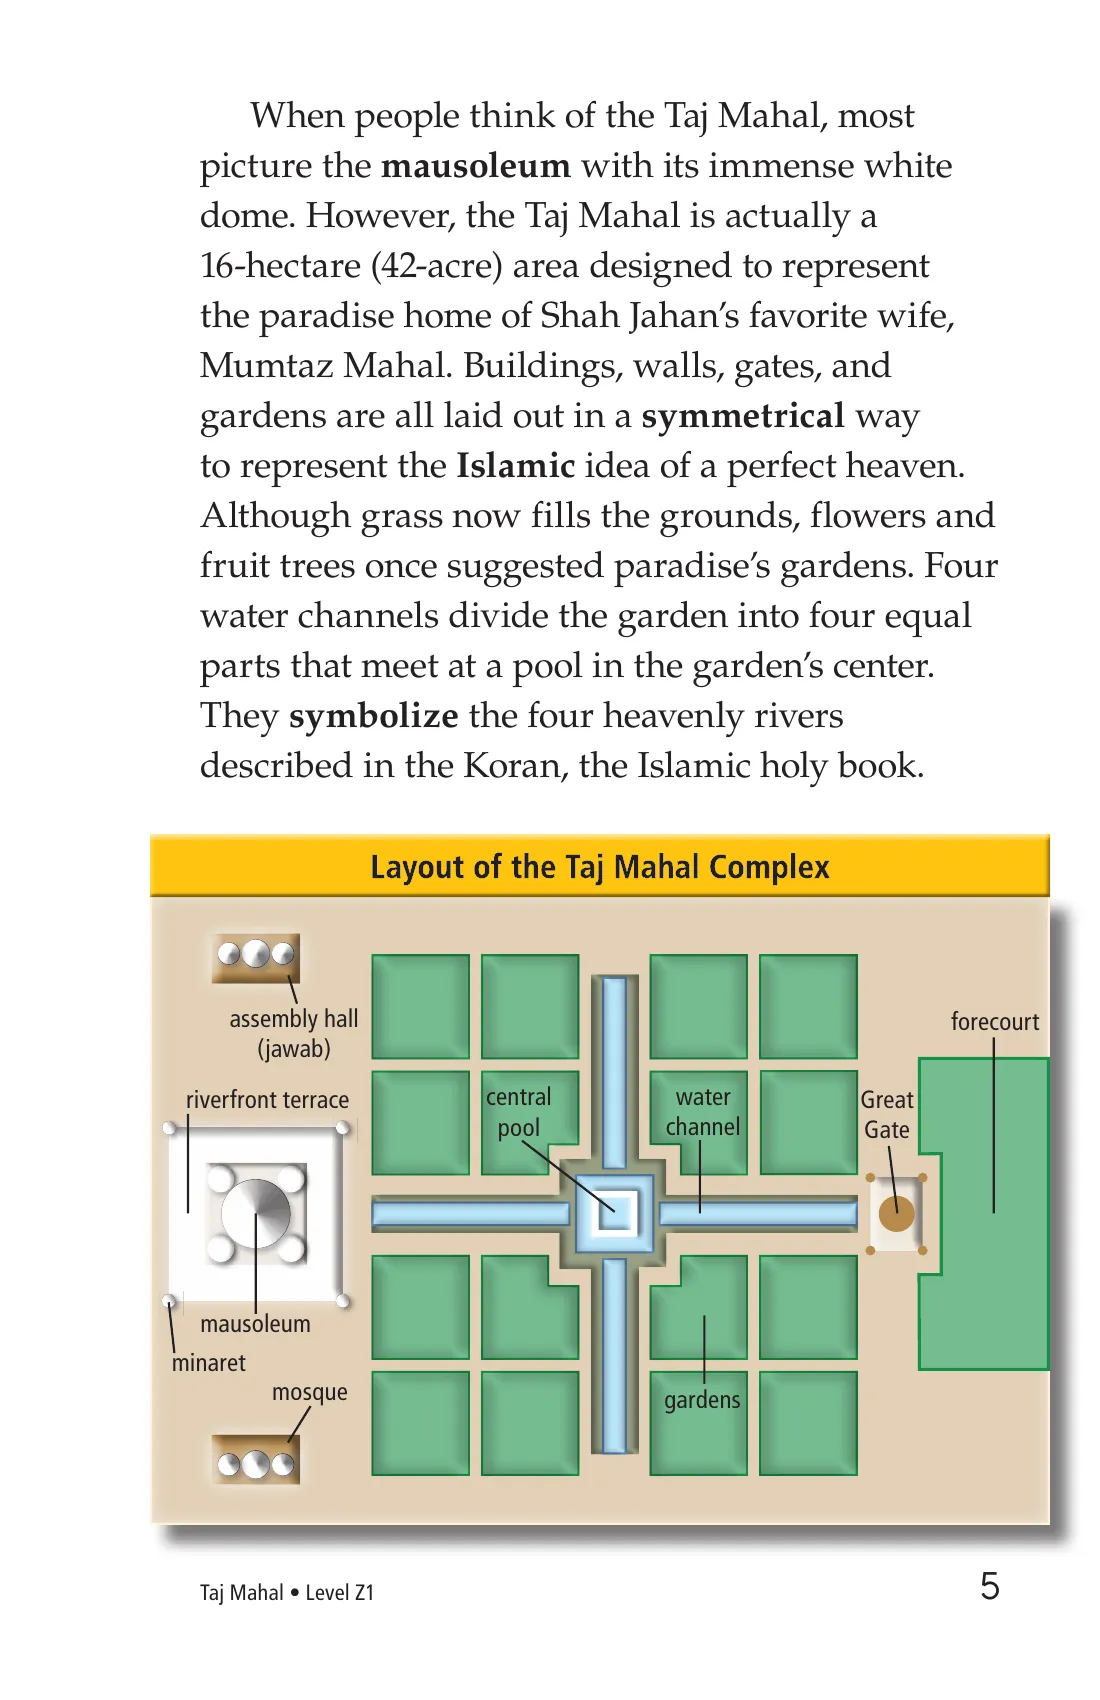 When people think of the Taj Mahal, most
picture the mausoleum with its immense white
dome. However, the Taj Mahal is actually a
16-hectare (42-acre) area designed to represent
the paradise home of Shah Jahan’s favorite wife,
Mumtaz Mahal. Buildings, walls, gates, and
gardens are all laid out in a symmetrical way
to represent the Islamic idea of a perfect heaven.
Although grass now fills the grounds, flowers and
fruit trees once suggested paradise’s gardens. Four
water channels divide the garden into four equal
parts that meet at a pool in the garden’s center.
They symbolize the four heavenly rivers
described in the Koran, the Islamic holy book.
Layout of the Taj Mahal Complex
assembly hall
(jawab)
forecourt
riverfront terrace
central
pool
water
channel
Great
Gate
mausoleum
minaret
mosque
gardens
Taj Mahal • Level Z1
5